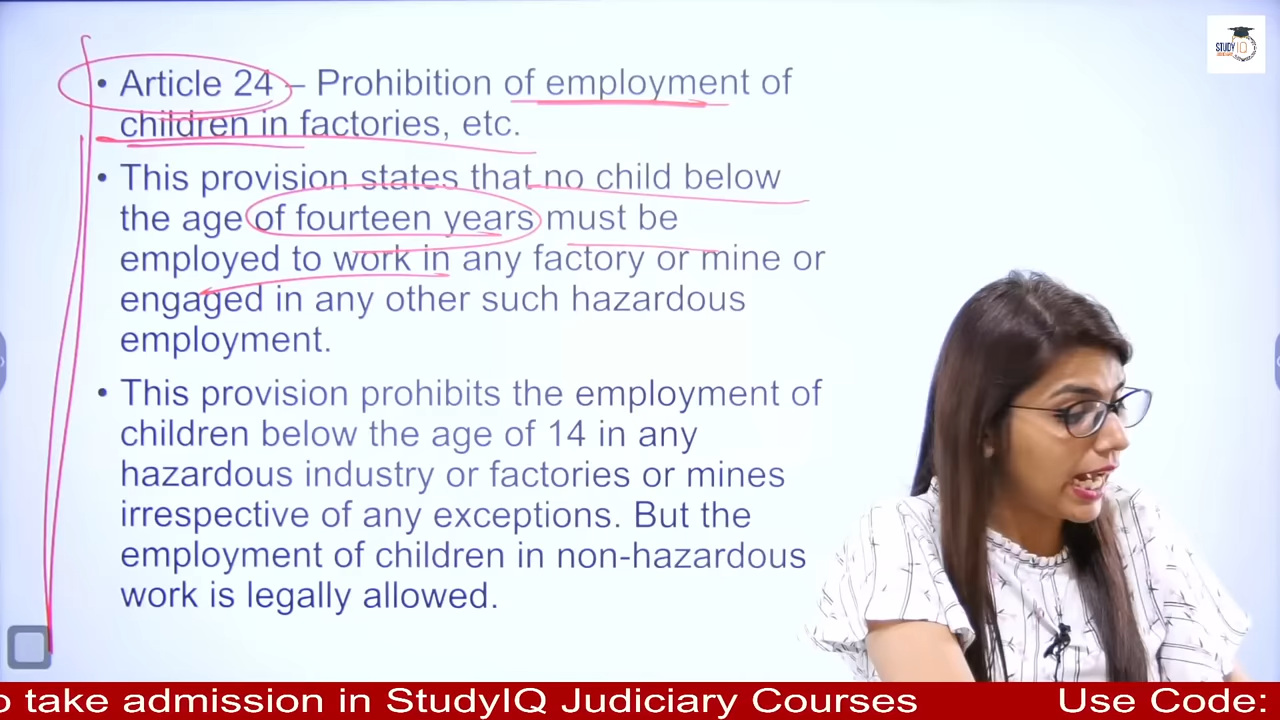 STUDY IQ
• Article 24 – Prohibition of employment of
children in factories, etc.
• This provision states that no child below
the age of fourteen years must be
employed to work in any factory or mine or
engaged in any other such hazardous
employment.
• This provision prohibits the employment of
children below the age of 14 in any
hazardous industry or factories or mines
irrespective of any exceptions. But the
employment of children in non-hazardous
work is legally allowed.
o take admission in StudyIQ Judiciary Courses Use Code: